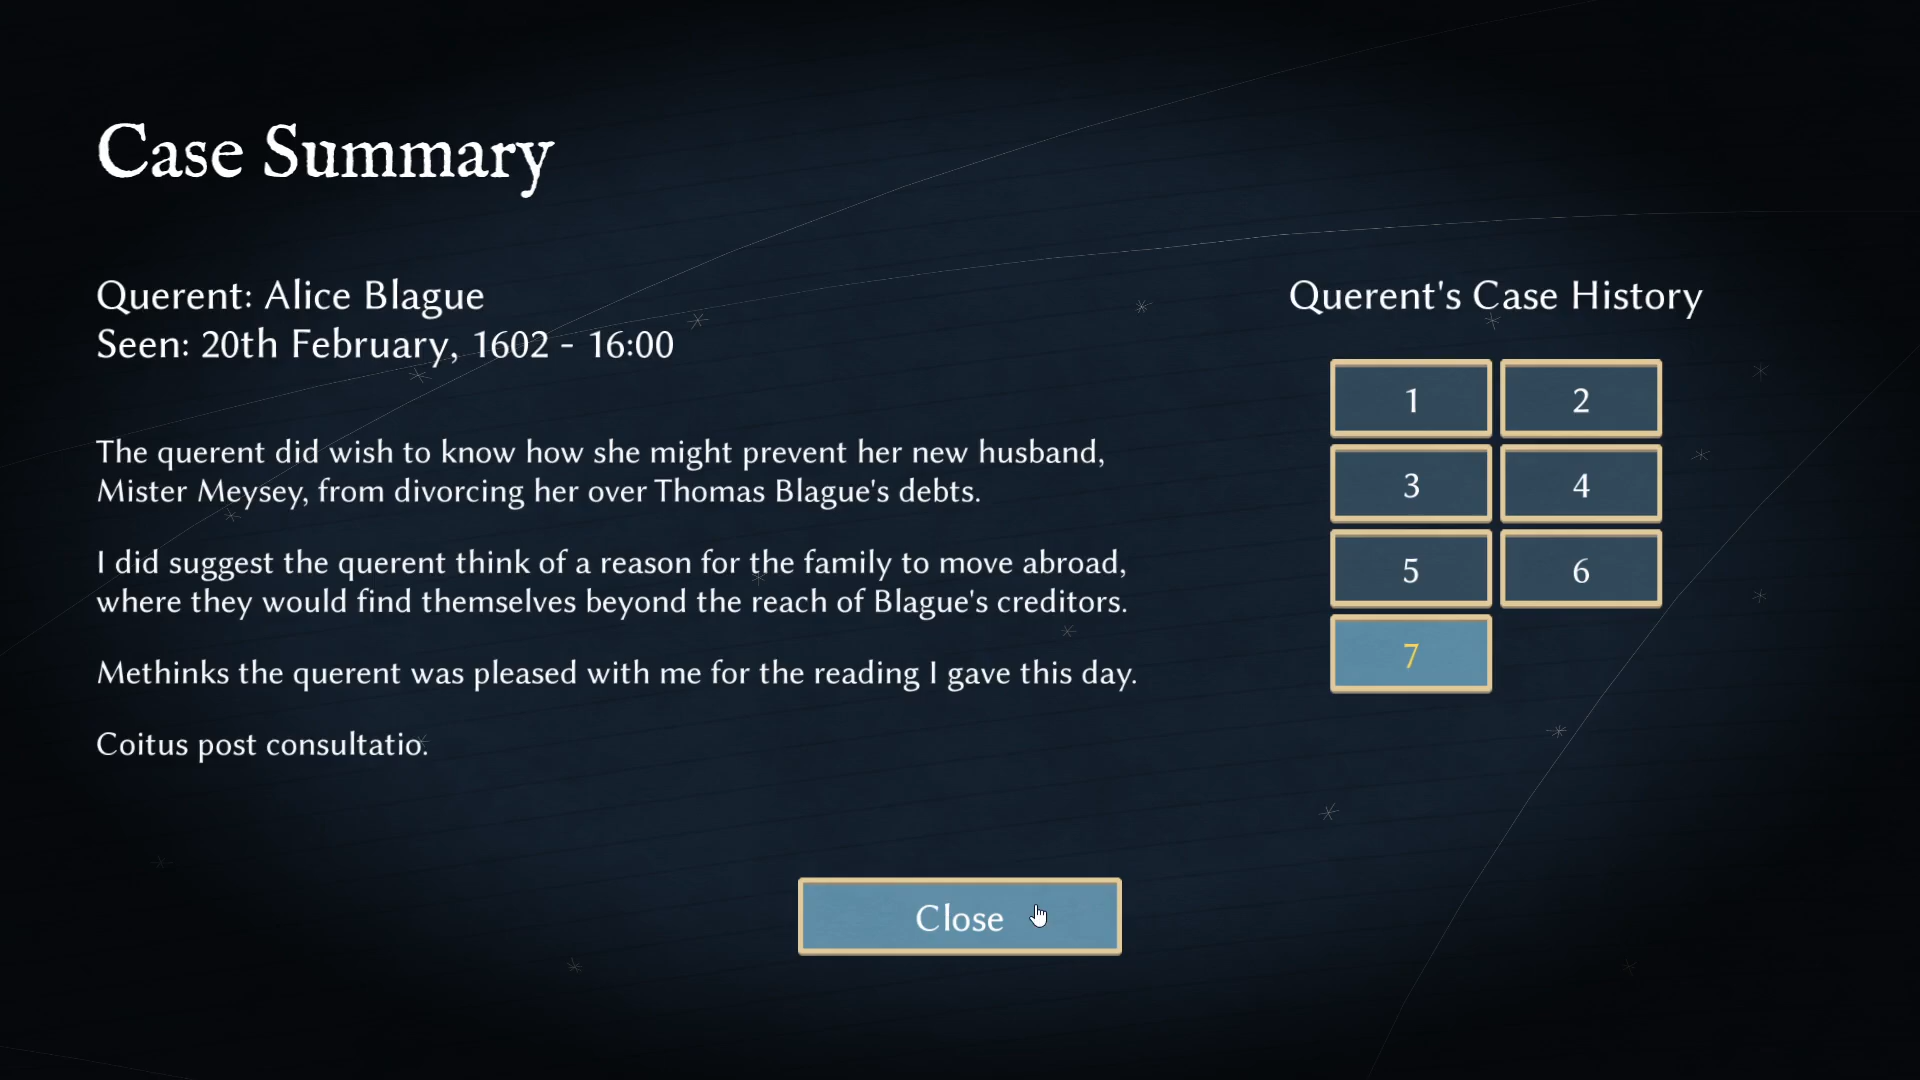 Case Summary
Querent: Alice Blague
Seen: 20th February, 1602 - 16:00
The querent did wish to know how she might prevent her new husband,
Mister Meysey, from divorcing her over Thomas Blague's debts.
I did suggest the querent think of a reason for the family to move abroad,
where they would find themselves beyond the reach of Blague's creditors.
Methinks the querent was pleased with me for the reading I gave this day.
Coitus post consultatio.
Querent's Case History
1 2
3 4
5 6
7
Close